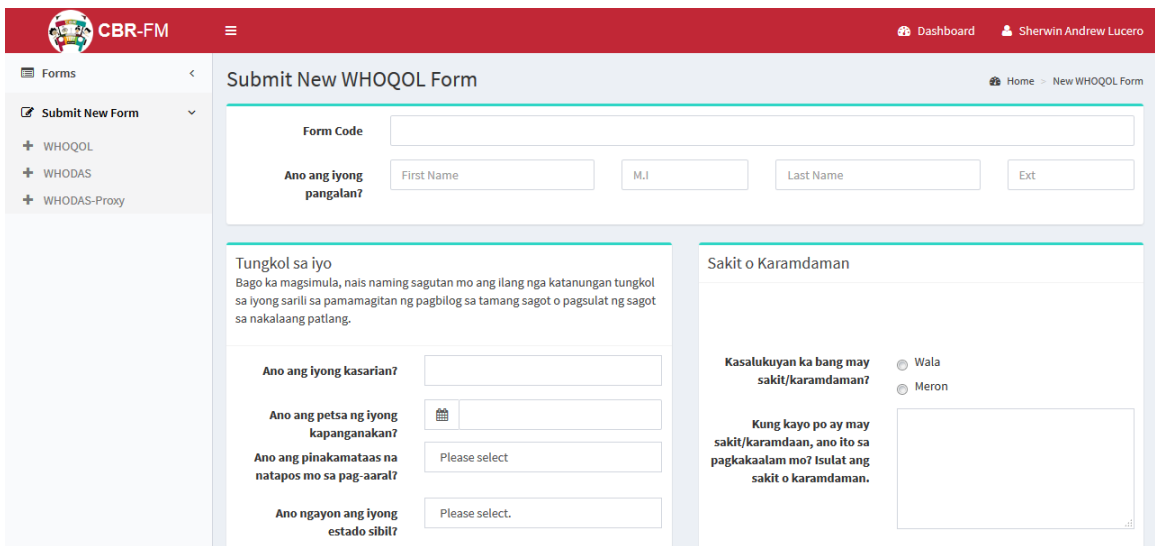 CBR-FM
Dashboard
Sherwin Andrew Lucero
Forms
Submit New Form
WHOQOL
WHODAS
WHODAS-Proxy
Submit New WHOQOL Form
Home > New WHOQOL Form
Form Code
Ano ang iyong
pangalan?
First Name
M.I
Last Name
Ext
Tungkol sa iyo
Bago ka magsimula, nais naming sagutan mo ang ilang nga katanungan tungkol
sa iyong sarili sa pamamagitan ng pagbilog sa tamang sagot o pagsulat ng sagot
sa nakalaang patlang.
Ano ang iyong kasarian?
Ano ang petsa ng iyong
kapanganakan?
Ano ang pinakamataas na
natapos mo sa pag-aaral?
Please select
Ano ngayon ang iyong
estado sibil?
Please select.
Sakit o Karamdaman
Kasalukuyan ka bang may
sakit/karamdaman?
Wala
Meron
Kung kayo po ay may
sakit/karamdaan, ano ito sa
pagkakaalam mo? Isulat ang
sakit o karamdaman.